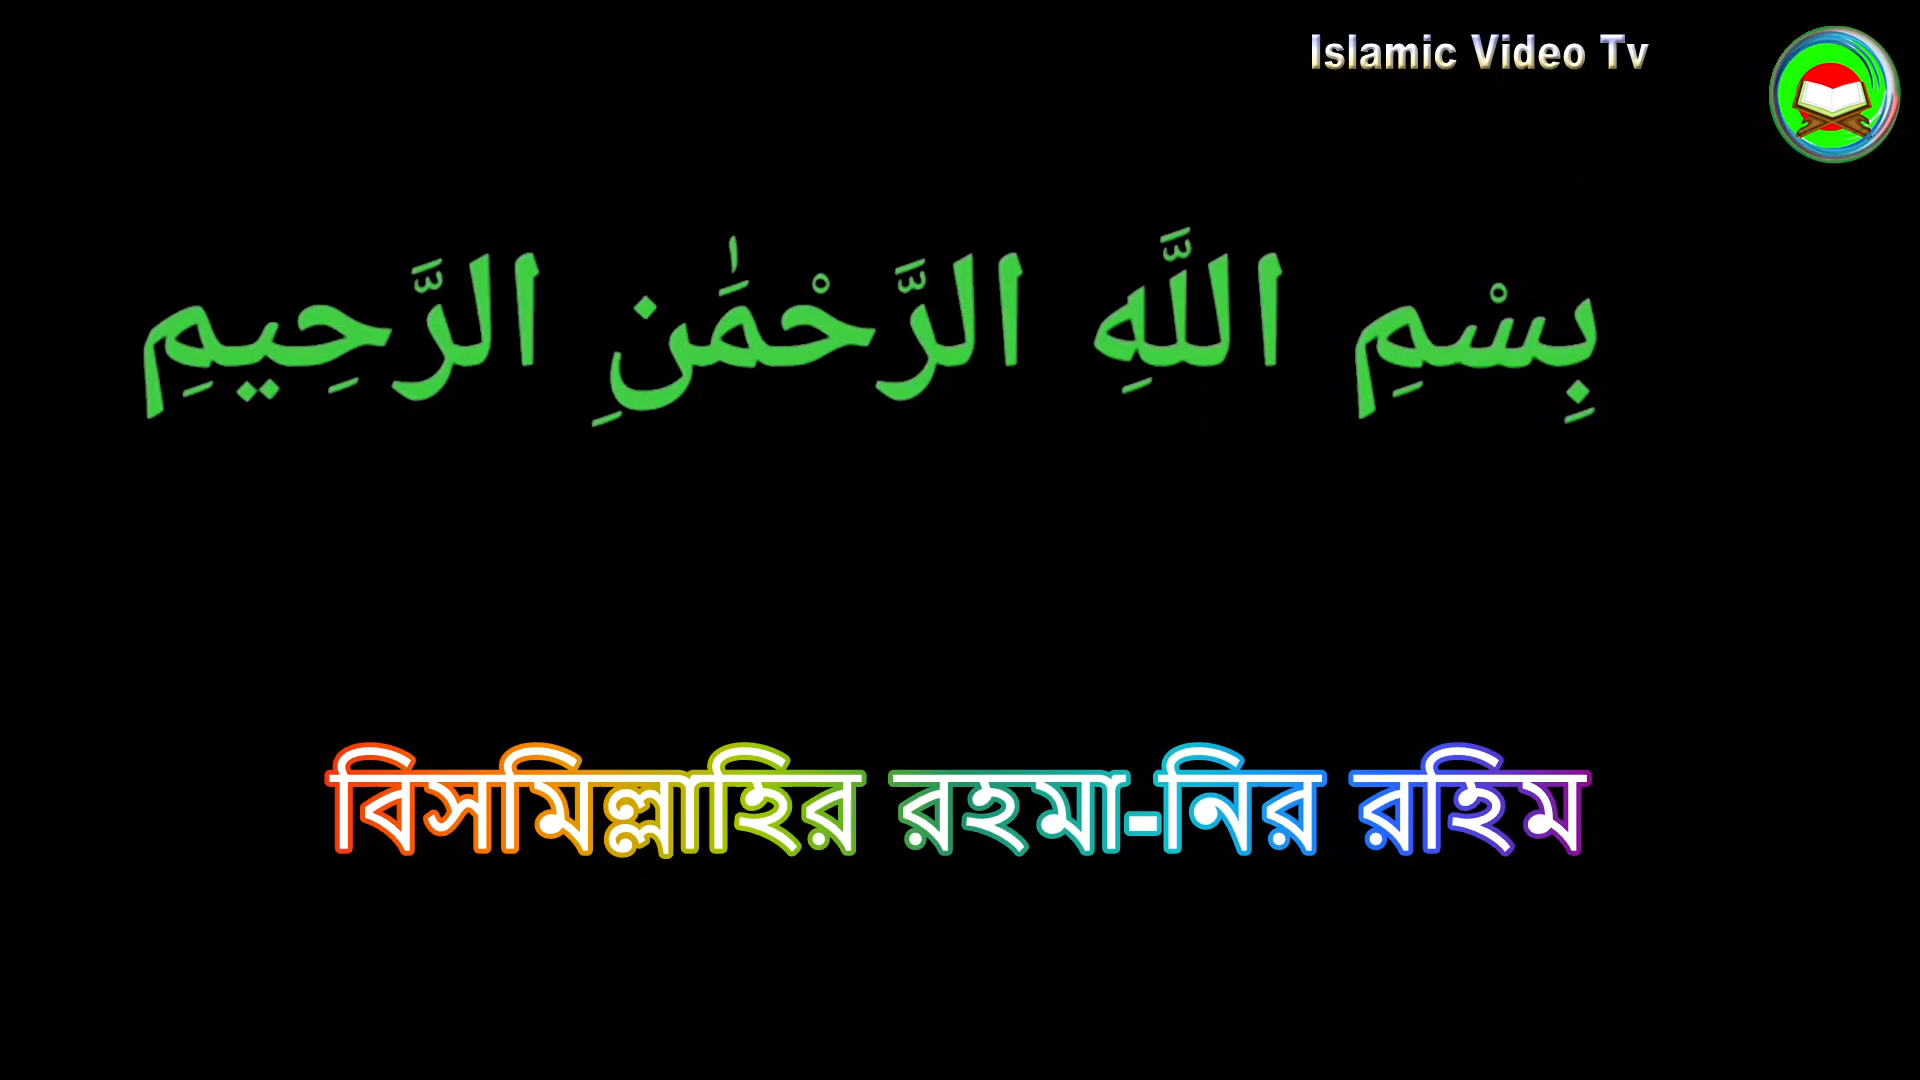 Islamic Video Tv
بِسْمِ اللَّهِ الرَّحْمَٰنِ الرَّحِيمِ
বিসমিল্লাহির রহমা-নির রহিম